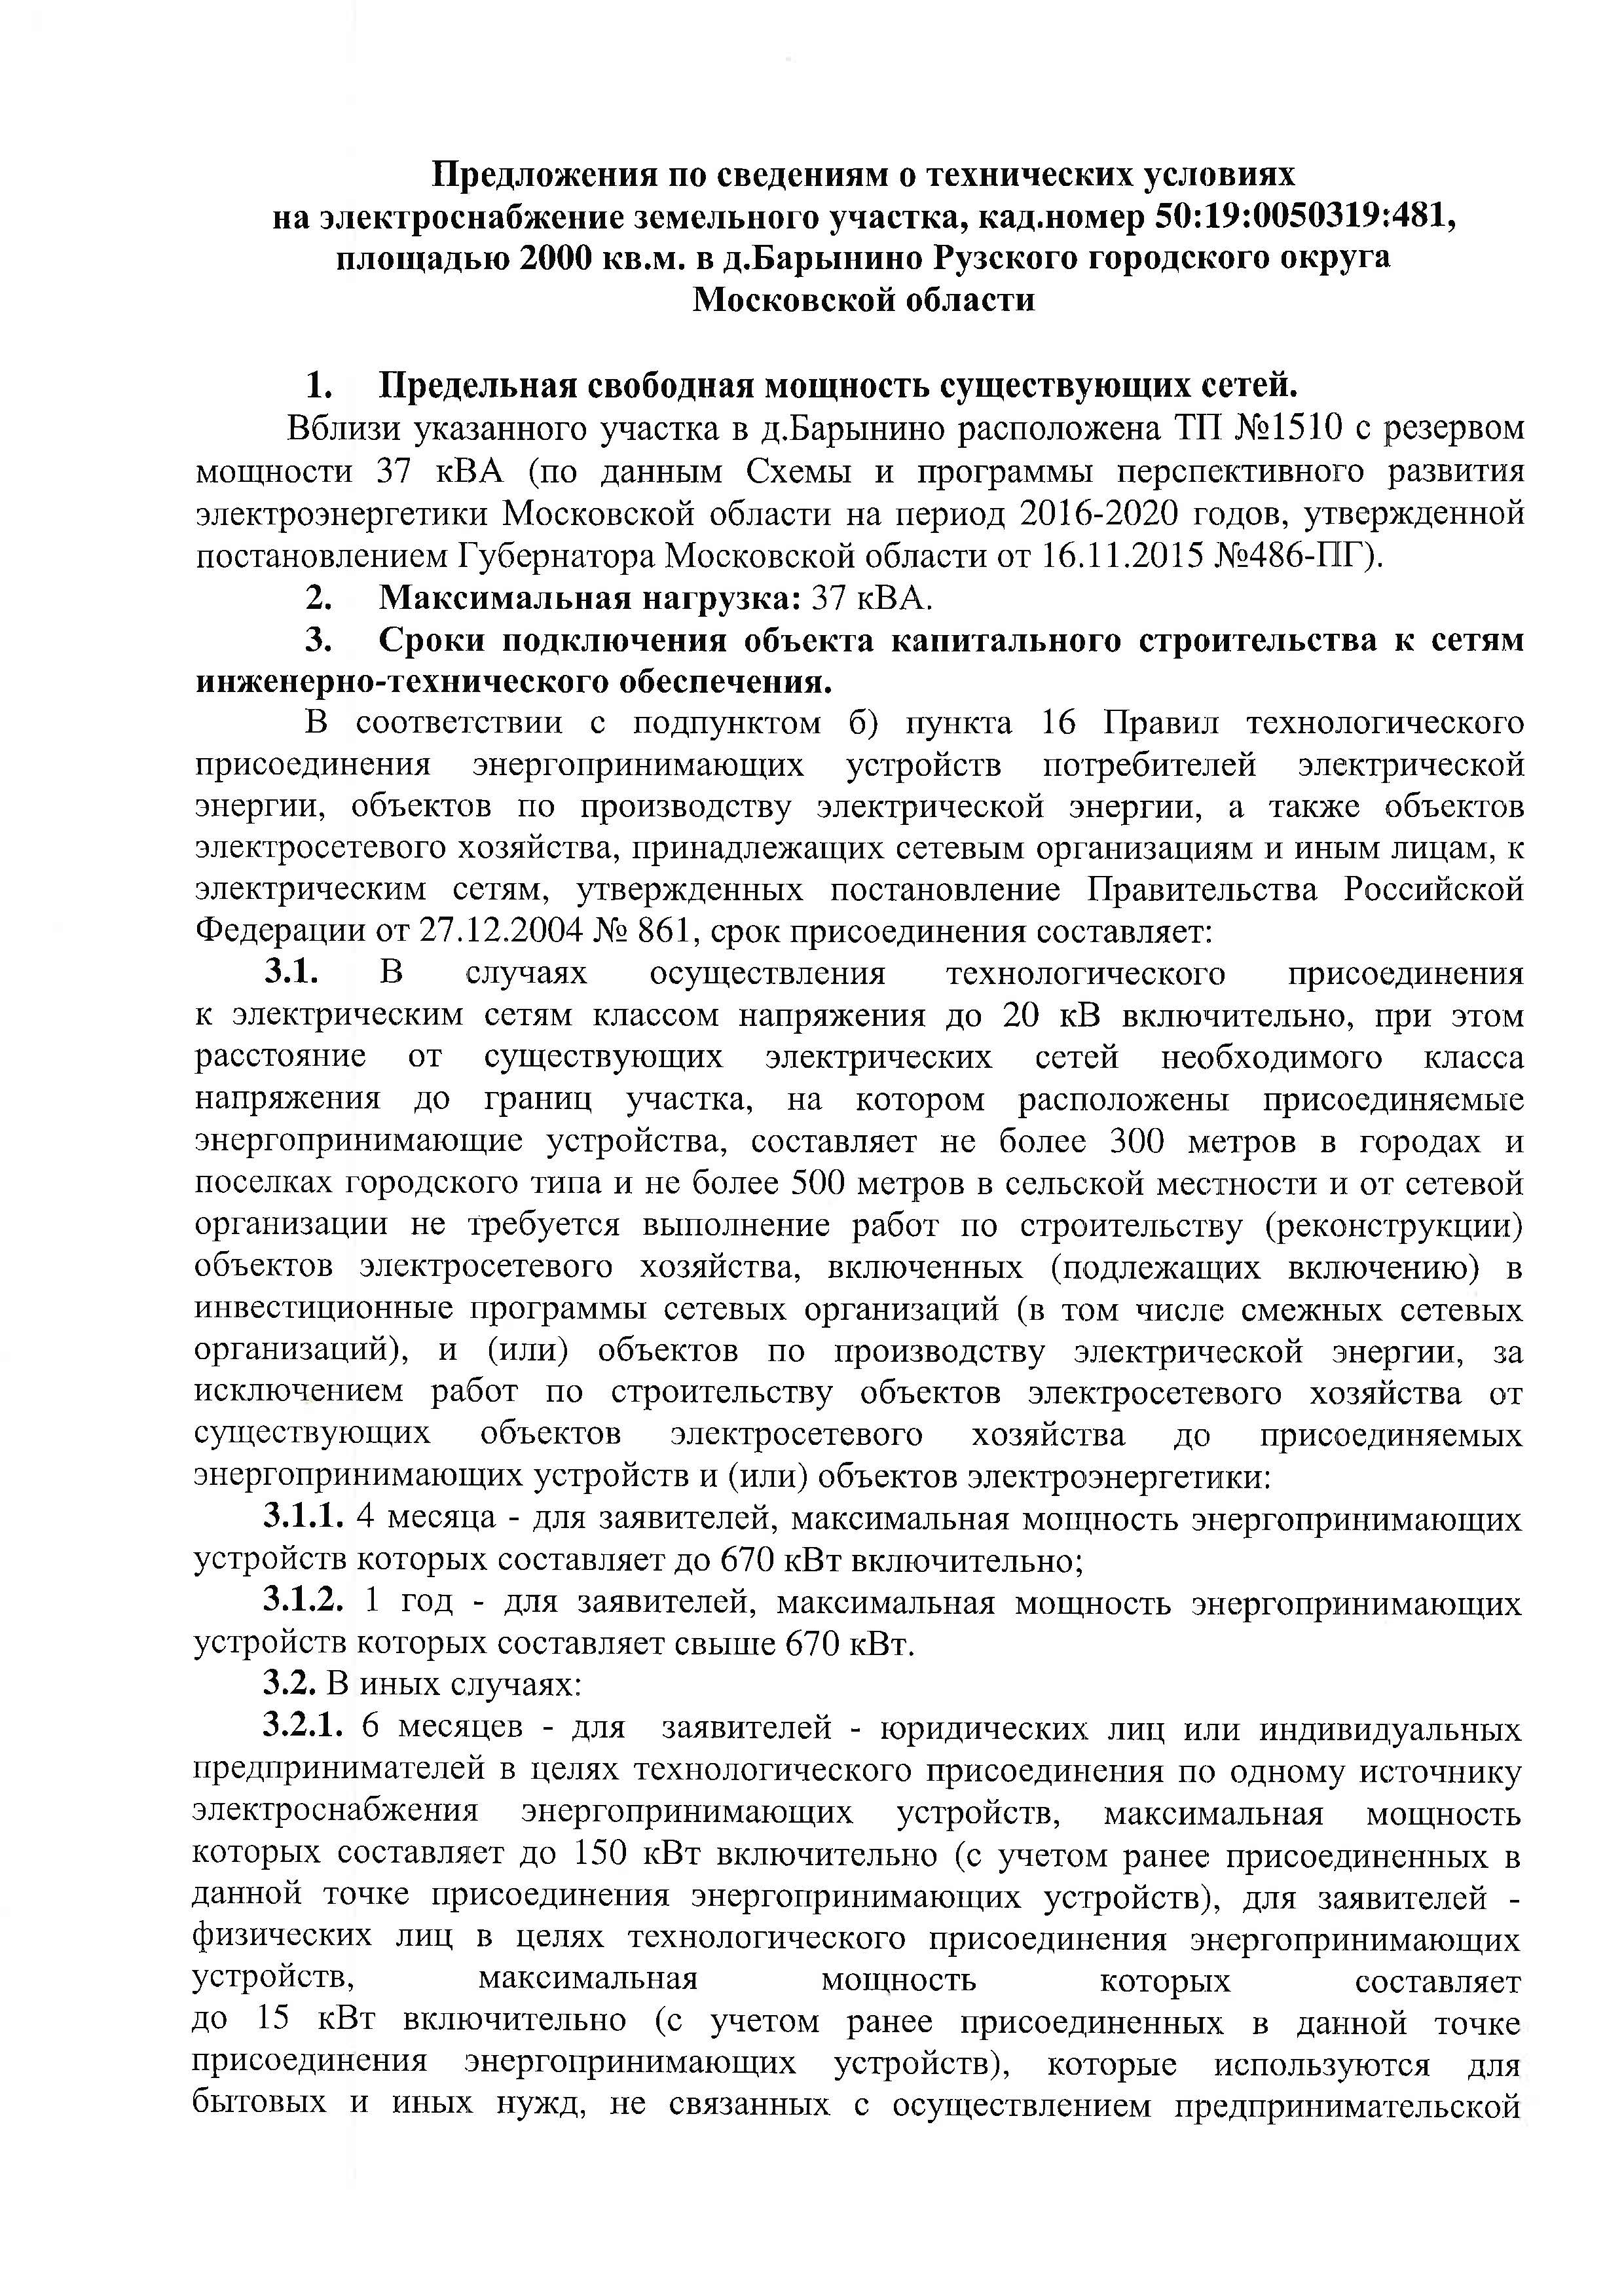 Предложения по сведениям о технических условиях
на электроснабжение земельного участка, кад.номер 50:19:0050319:481,
площадью 2000 кв.м. в д.Барынино Рузского городского округа
Московской области
1. Предельная свободная мощность существующих сетей.
Вблизи указанного участка в д.Барынино расположена ТП №1510 с резервом
мощности 37 кВА (по данным Схемы и программы перспективного развития
электроэнергетики Московской области на период 2016-2020 годов, утвержденной
постановлением Губернатора Московской области от 16.11.2015 №486-ПГ).
2. Максимальная нагрузка: 37 кВА.
3. Сроки подключения объекта капитального строительства к сетям
инженерно-технического обеспечения.
В соответствии с подпунктом б) пункта 16 Правил технологического
присоединения энергопринимающих устройств потребителей электрической
энергии, объектов по производству электрической энергии, а также объектов
электросетевого хозяйства, принадлежащих сетевым организациям и иным лицам, к
электрическим сетям, утвержденных постановление Правительства Российской
Федерации от 27.12.2004 № 861, срок присоединения составляет:
3.1. В случаях осуществления технологического присоединения
к электрическим сетям классом напряжения до 20 кВ включительно, при этом
расстояние от существующих электрических сетей необходимого класса
напряжения до границ участка, на котором расположены присоединяемые
энергопринимающие устройства, составляет не более 300 метров в городах и
поселках городского типа и не более 500 метров в сельской местности и от сетевой
организации не требуется выполнение работ по строительству (реконструкции)
объектов электросетевого хозяйства, включенных (подлежащих включению) в
инвестиционные программы сетевых организаций (в том числе смежных сетевых
организаций), и (или) объектов по производству электрической энергии, за
исключением работ по строительству объектов электросетевого хозяйства от
существующих объектов электросетевого хозяйства до присоединяемых
энергопринимающих устройств и (или) объектов электроэнергетики:
3.1.1. 4 месяца - для заявителей, максимальная мощность энергопринимающих
устройств которых составляет до 670 кВт включительно;
3.1.2. 1 год - для заявителей, максимальная мощность энергопринимающих
устройств которых составляет свыше 670 кВт.
3.2. В иных случаях:
3.2.1. 6 месяцев - для заявителей - юридических лиц или индивидуальных
предпринимателей в целях технологического присоединения по одному источнику
электроснабжения энергопринимающих устройств, максимальная мощность
которых составляет до 150 кВт включительно (с учетом ранее присоединенных в
данной точке присоединения энергопринимающих устройств), для заявителей -
физических лиц в целях технологического присоединения энергопринимающих
устройств, максимальная мощность которых составляет
до 15 кВт включительно (с учетом ранее присоединенных в данной точке
присоединения энергопринимающих устройств), которые используются для
бытовых и иных нужд, не связанных с осуществлением предпринимательской